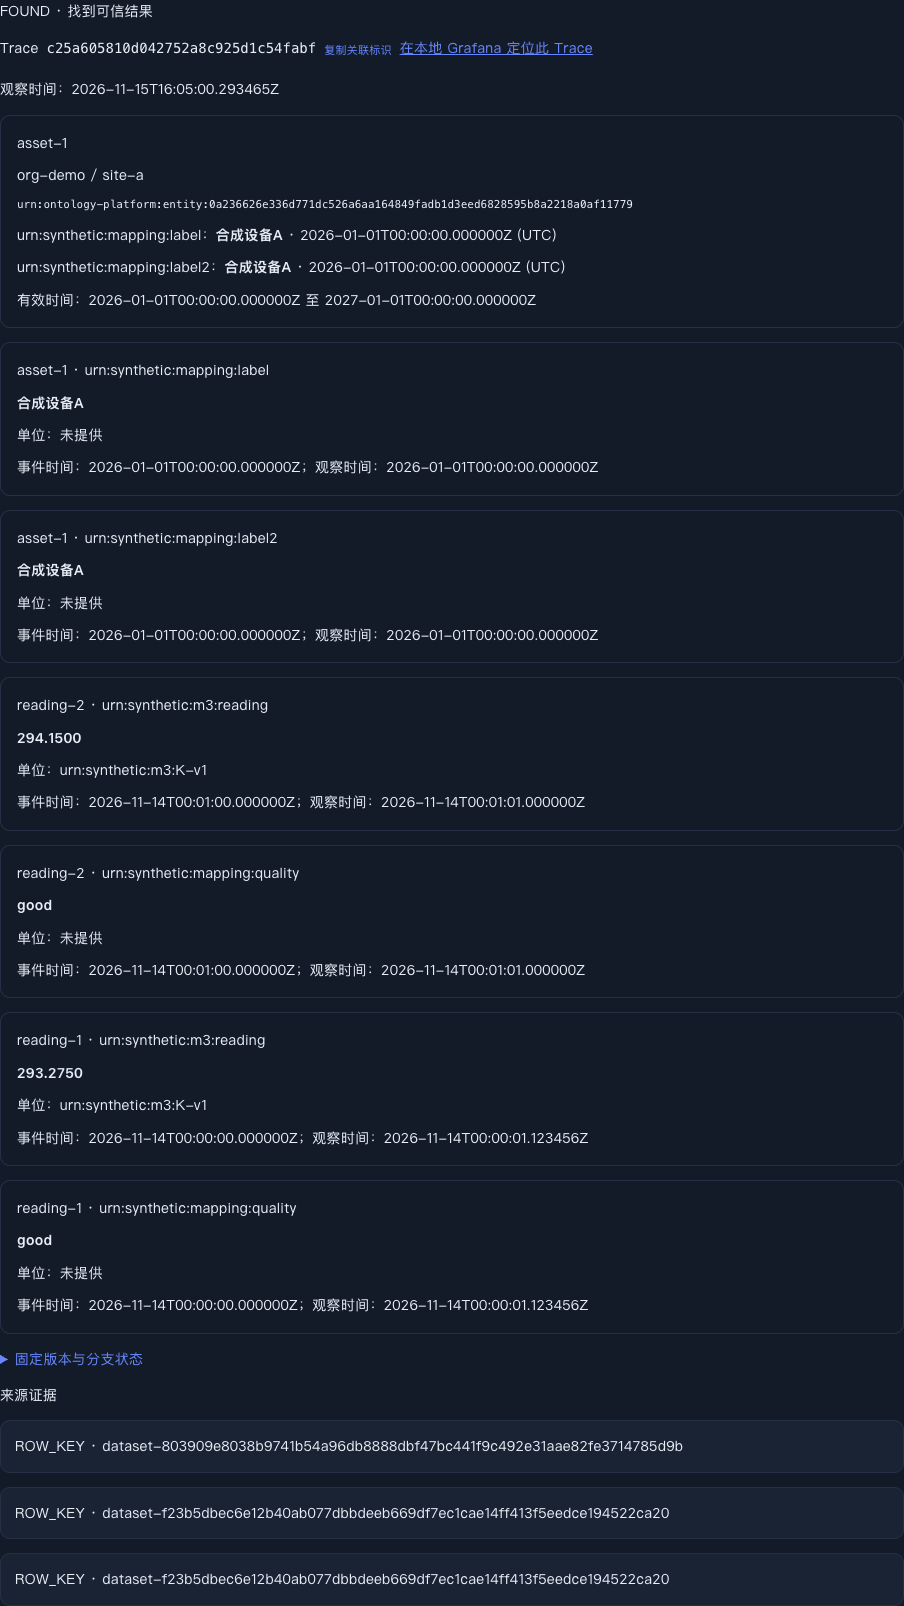 FOUND · 找到可信结果
Trace c25a605810d042752a8c925d1c54fabf 复制关联标识 在本地 Grafana 定位此 Trace
观察时间：2026-11-15T16:05:00.293465Z
asset-1
org-demo / site-a
urn:ontology-platform:entity:0a236626e336d771dc526a6aa164849fadb1d3eed6828595b8a2218a0af11779
urn:synthetic:mapping:label：合成设备A · 2026-01-01T00:00:00.000000Z (UTC)
urn:synthetic:mapping:label2：合成设备A · 2026-01-01T00:00:00.000000Z (UTC)
有效时间：2026-01-01T00:00:00.000000Z 至 2027-01-01T00:00:00.000000Z
asset-1 · urn:synthetic:mapping:label
合成设备A
单位：未提供
事件时间：2026-01-01T00:00:00.000000Z；观察时间：2026-01-01T00:00:00.000000Z
asset-1 · urn:synthetic:mapping:label2
合成设备A
单位：未提供
事件时间：2026-01-01T00:00:00.000000Z；观察时间：2026-01-01T00:00:00.000000Z
reading-2 · urn:synthetic:m3:reading
294.1500
单位：urn:synthetic:m3:K-v1
事件时间：2026-11-14T00:01:00.000000Z；观察时间：2026-11-14T00:01:01.000000Z
reading-2 · urn:synthetic:mapping:quality
good
单位：未提供
事件时间：2026-11-14T00:01:00.000000Z；观察时间：2026-11-14T00:01:01.000000Z
reading-1 · urn:synthetic:m3:reading
293.2750
单位：urn:synthetic:m3:K-v1
事件时间：2026-11-14T00:00:00.000000Z；观察时间：2026-11-14T00:00:01.123456Z
reading-1 · urn:synthetic:mapping:quality
good
单位：未提供
事件时间：2026-11-14T00:00:00.000000Z；观察时间：2026-11-14T00:00:01.123456Z
▶ 固定版本与分支状态
来源证据
ROW_KEY · dataset-803909e8038b9741b54a96db8888dbf47bc441f9c492e31aae82fe3714785d9b
ROW_KEY · dataset-f23b5dbec6e12b40ab077dbbdeeb669df7ec1cae14ff413f5eedce194522ca20
ROW_KEY · dataset-f23b5dbec6e12b40ab077dbbdeeb669df7ec1cae14ff413f5eedce194522ca20